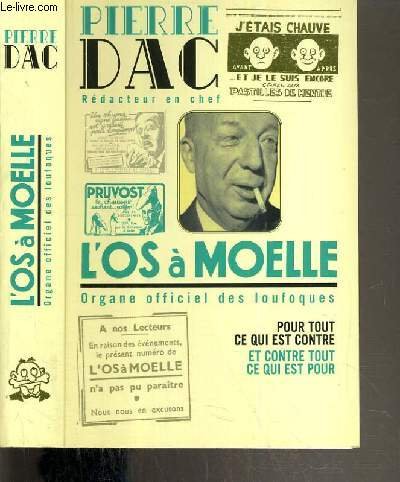 Le-livre.com
PIERRE
DAC
L'OS à MOELLE
Organe officiel des loufoques
PIERRE
DAC
Rédacteur en chef
J'ÉTAIS CHAUVE
AVANT
APRÈS
...ET JE LE SUIS ENCORE
PRUVOST
L'OS à MOELLE
Organe officiel des loufoques
A nos Lecteurs
En raison des événements,
le présent numéro de
L'OS à MOELLE
n'a pas pu paraître
Nous nous en excusons
POUR TOUT
CE QUI EST CONTRE
ET CONTRE TOUT
CE QUI EST POUR